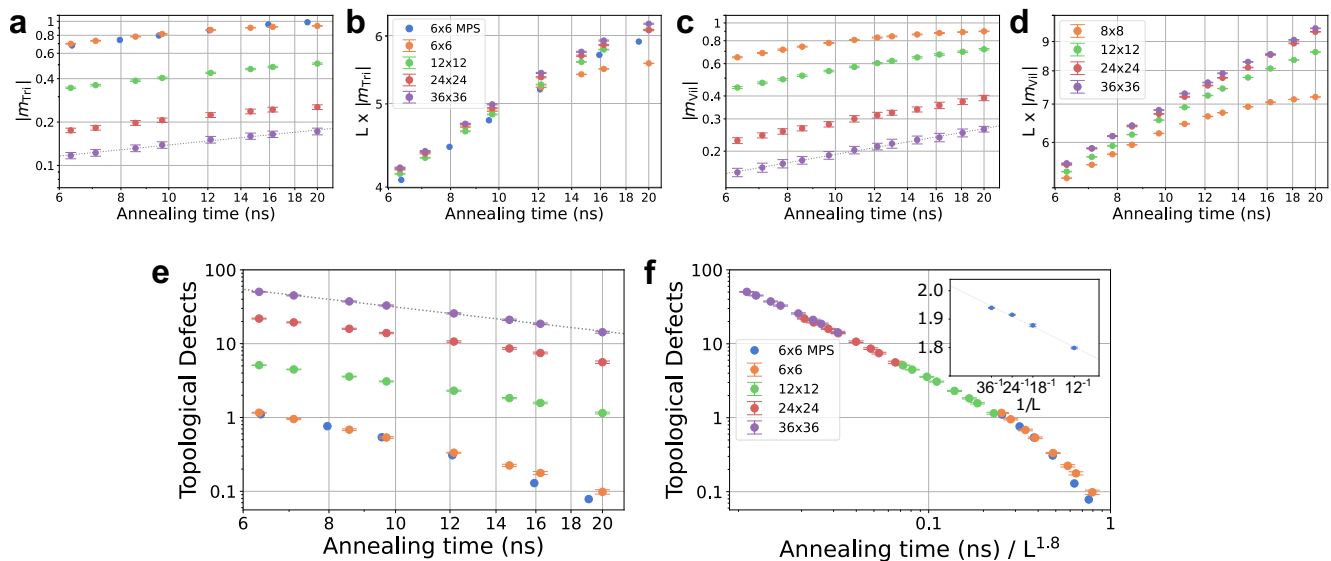 a
|mTri|
1
0.8
0.4
0.2
0.1
6
8
10
12
14
16
18
20
Annealing time (ns)
b
L x |mTri|
6
5
4
6x6 MPS
6x6
12x12
24x24
36x36
6
8
10
12
14
16
18
20
Annealing time (ns)
c
|mVil|
1
0.8
0.6
0.4
0.3
0.2
6
8
10
12
14
16
18
20
Annealing time (ns)
d
L x |mVil|
9
8
7
6
8x8
12x12
24x24
36x36
6
8
10
12
14
16
18
20
Annealing time (ns)
e
Topological Defects
100
10
1
0.1
6
8
10
12
14
16
18
20
Annealing time (ns)
f
Topological Defects
100
10
1
0.1
6x6 MPS
6x6
12x12
24x24
36x36
2.0
1.9
1.8
36⁻¹
24⁻¹
18⁻¹
12⁻¹
1/L
0.1
1
Annealing time (ns) / L¹·⁸